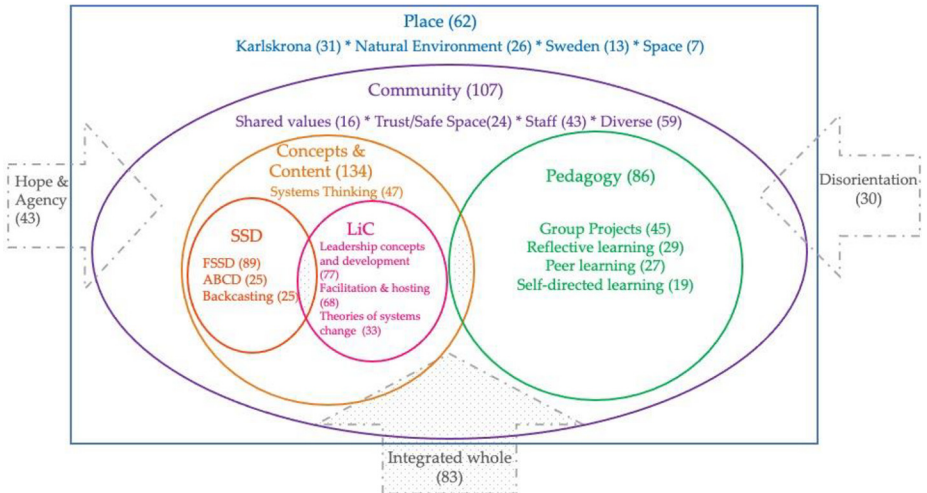 Place (62)
Karlskrona (31) * Natural Environment (26) * Sweden (13) * Space (7)
Community (107)
Shared values (16) * Trust/Safe Space(24) * Staff (43) * Diverse (59)
Concepts &
Content (134)
Systems Thinking (47)
SSD
FSSD (89)
ABCD (25)
Backcasting (25)
LiC
Leadership concepts
and development
(77)
Facilitation & hosting
(68)
Theories of systems
change (33)
Pedagogy (86)
Group Projects (45)
Reflective learning (29)
Peer learning (27)
Self-directed learning (19)
Hope &
Agency
(43)
Disorientation
(30)
Integrated whole
(83)